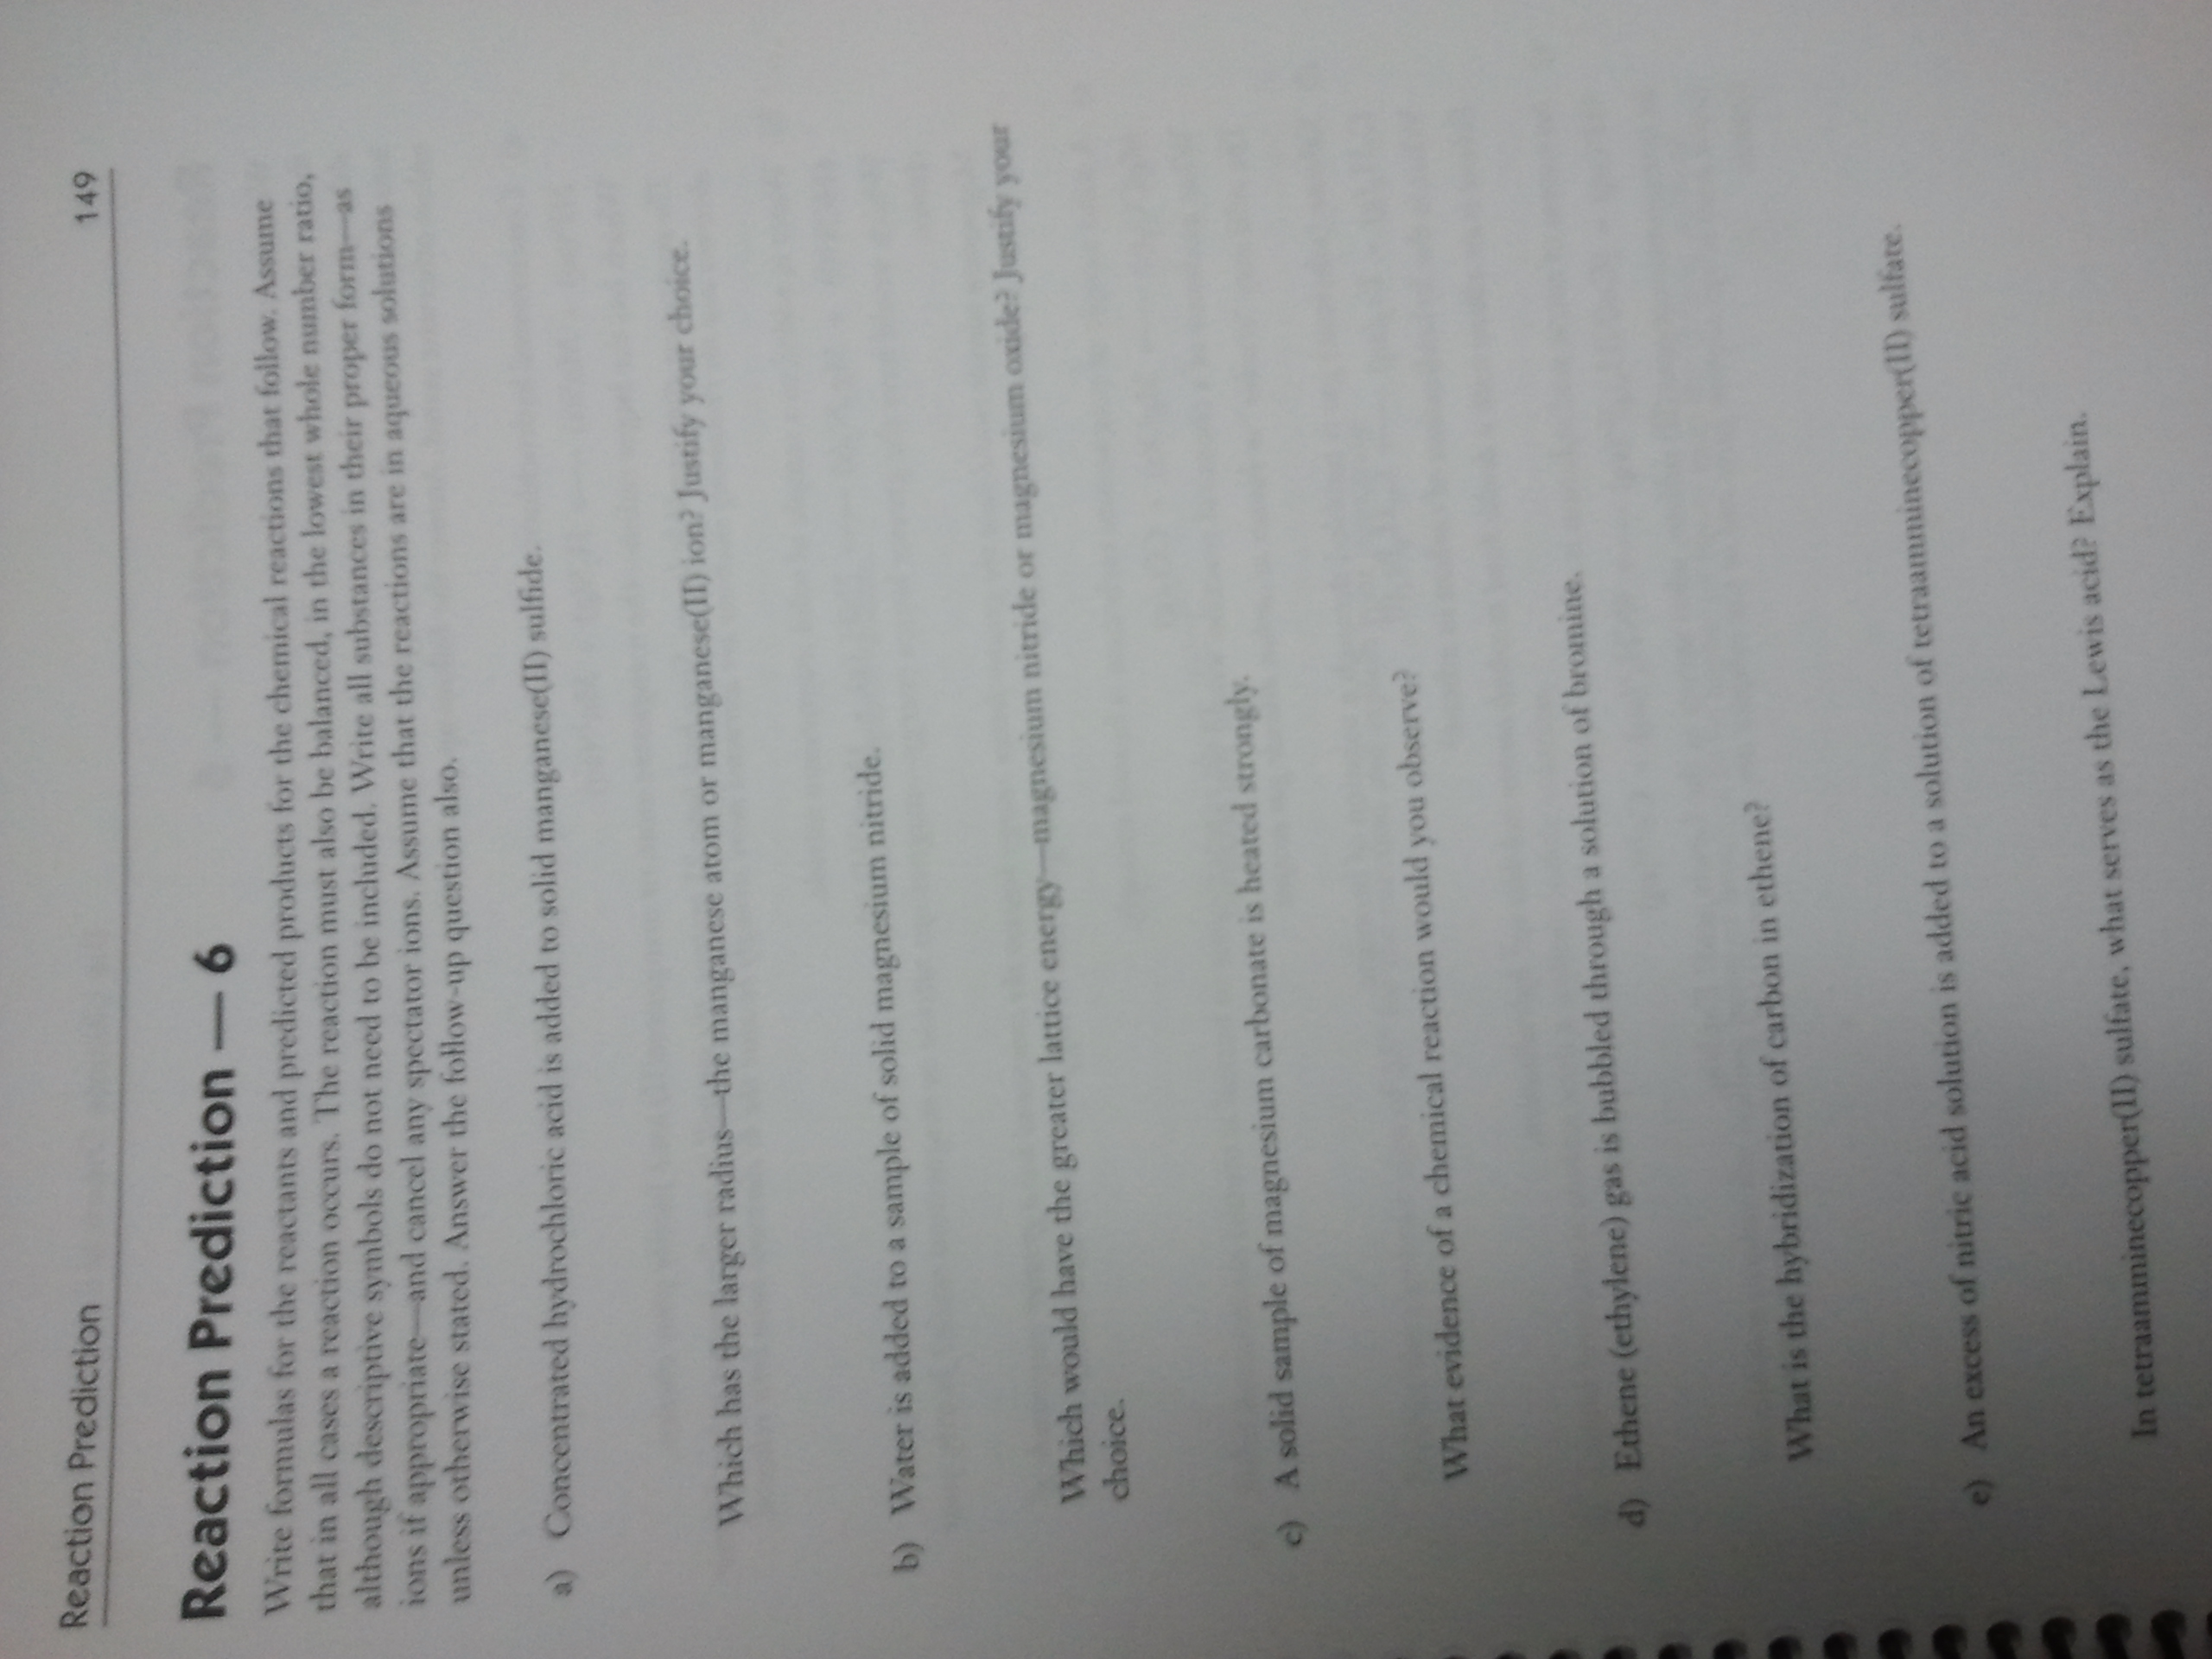 Reaction Prediction 149
Reaction Prediction — 6
Write formulas for the reactants and predicted products for the chemical reactions that follow. Assume
that in all cases a reaction occurs. The reaction must also be balanced, in the lowest whole number ratio,
although descriptive symbols do not need to be included. Write all substances in their proper form—as
ions if appropriate—and cancel any spectator ions. Assume that the reactions are in aqueous solutions
unless otherwise stated. Answer the follow-up question also.
a) Concentrated hydrochloric acid is added to solid manganese(II) sulfide.
Which has the larger radius—the manganese atom or manganese(II) ion? Justify your choice.
b) Water is added to a sample of solid magnesium nitride.
Which would have the greater lattice energy—magnesium nitride or magnesium oxide? Justify your
choice.
c) A solid sample of magnesium carbonate is heated strongly.
What evidence of a chemical reaction would you observe?
d) Ethene (ethylene) gas is bubbled through a solution of bromine.
What is the hybridization of carbon in ethene?
e) An excess of nitric acid solution is added to a solution of tetraamminecopper(II) sulfate.
In tetraamminecopper(II) sulfate, what serves as the Lewis acid? Explain.